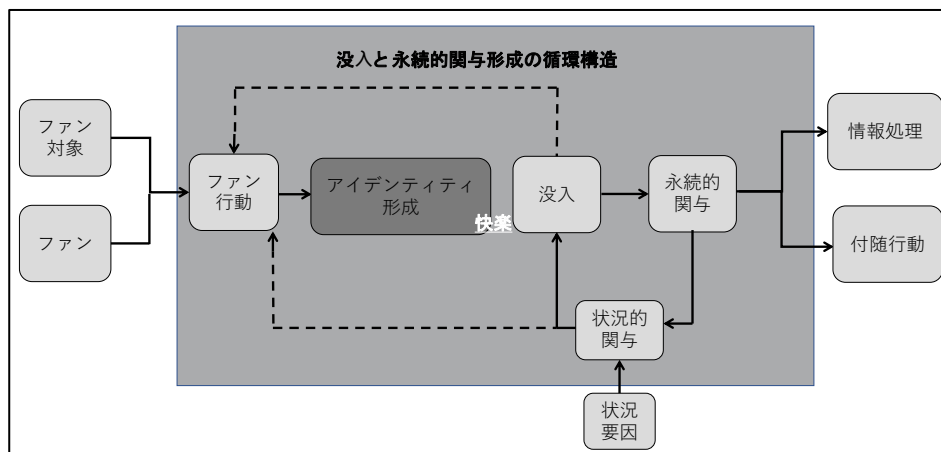 没入と永続的関与形成の循環構造
ファン
対象
ファン
ファン
行動
アイデンティティ
形成
快楽
没入
永続的
関与
状況的
関与
状況
要因
情報処理
付随行動